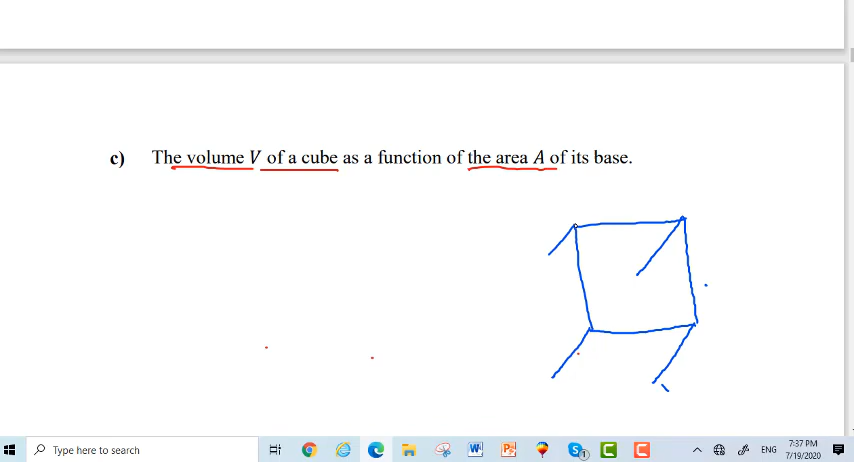 c) The volume V of a cube as a function of the area A of its base.
Type here to search
1
ENG
7:37 PM
7/19/2020